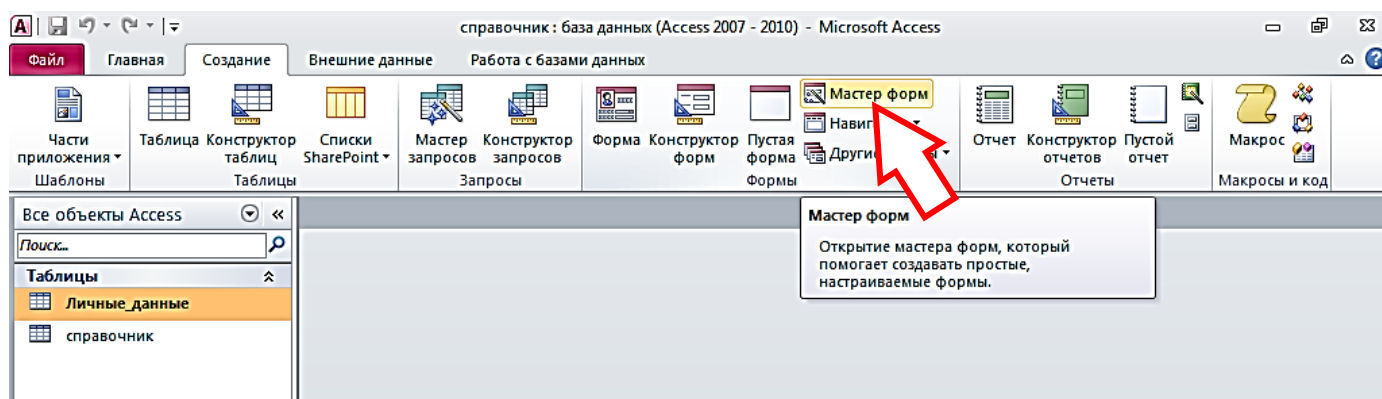 справочник : база данных (Access 2007 - 2010) - Microsoft Access
Файл Главная Создание Внешние данные Работа с базами данных
Части приложения
Таблица
Конструктор таблиц
Списки SharePoint
Мастер запросов
Конструктор запросов
Форма
Конструктор форм
Пустая форма
Мастер форм
Другие
Отчет
Конструктор отчетов
Пустой отчет
Макрос
Шаблоны Таблицы Запросы Формы Отчеты Макросы и код
Все объекты Access
Поиск...
Таблицы
Личные_данные
справочник
Мастер форм
Открытие мастера форм, который
помогает создавать простые,
настраиваемые формы.